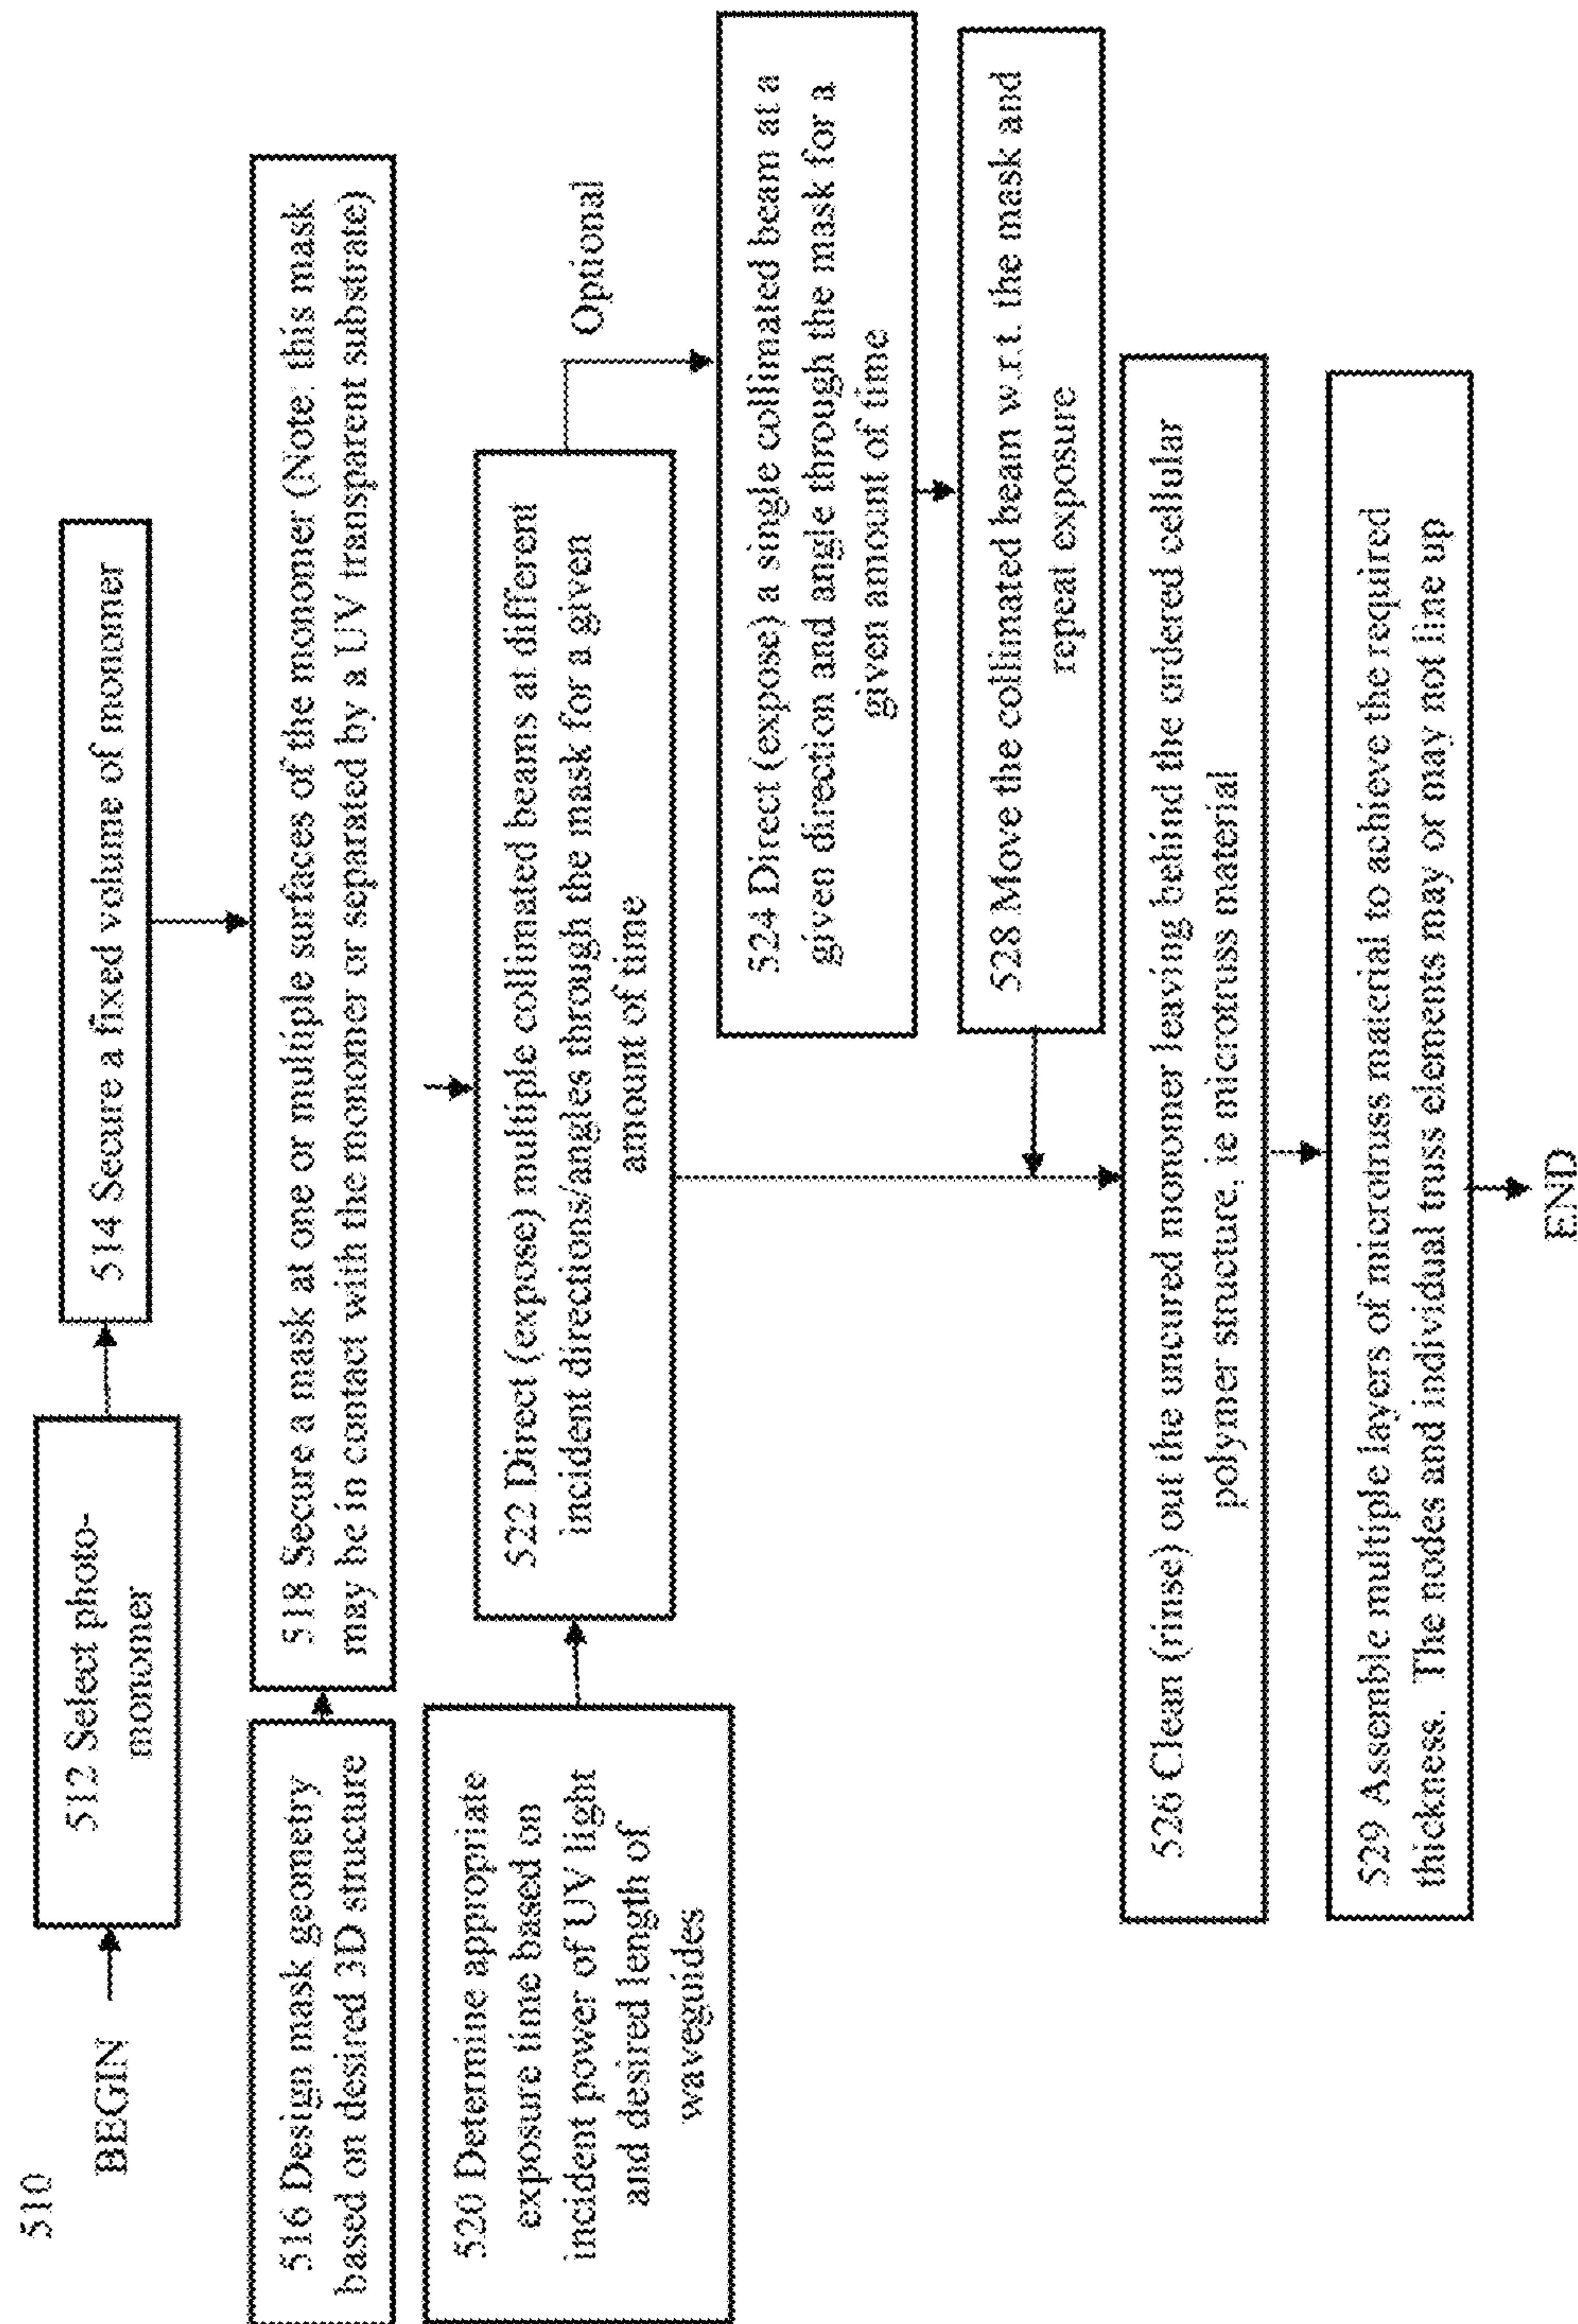 510
BEGIN
512 Select photo-
monomer
514 Secure a fixed volume of monomer
516 Design mask geometry
based on desired 3D structure
518 Secure a mask at one or multiple surfaces of the monomer (Note: this mask
may be in contact with the monomer or separated by a UV transparent substrate)
520 Determine appropriate
exposure time based on
incident power of UV light
and desired length of
waveguides
522 Direct (expose) multiple collimated beams at different
incident directions/angles through the mask for a given
amount of time
Optional
524 Direct (expose) a single collimated beam at a
given direction and angle through the mask for a
given amount of time
528 Move the collimated beam w.r.t. the mask and
repeal exposure
526 Clean (rinse) out the uncured monomer leaving behind the ordered cellular
polymer structure, ie microtruss material
529 Assemble multiple layers of microtruss material to achieve the required
thickness. The nodes and individual truss elements may or may not line up
END